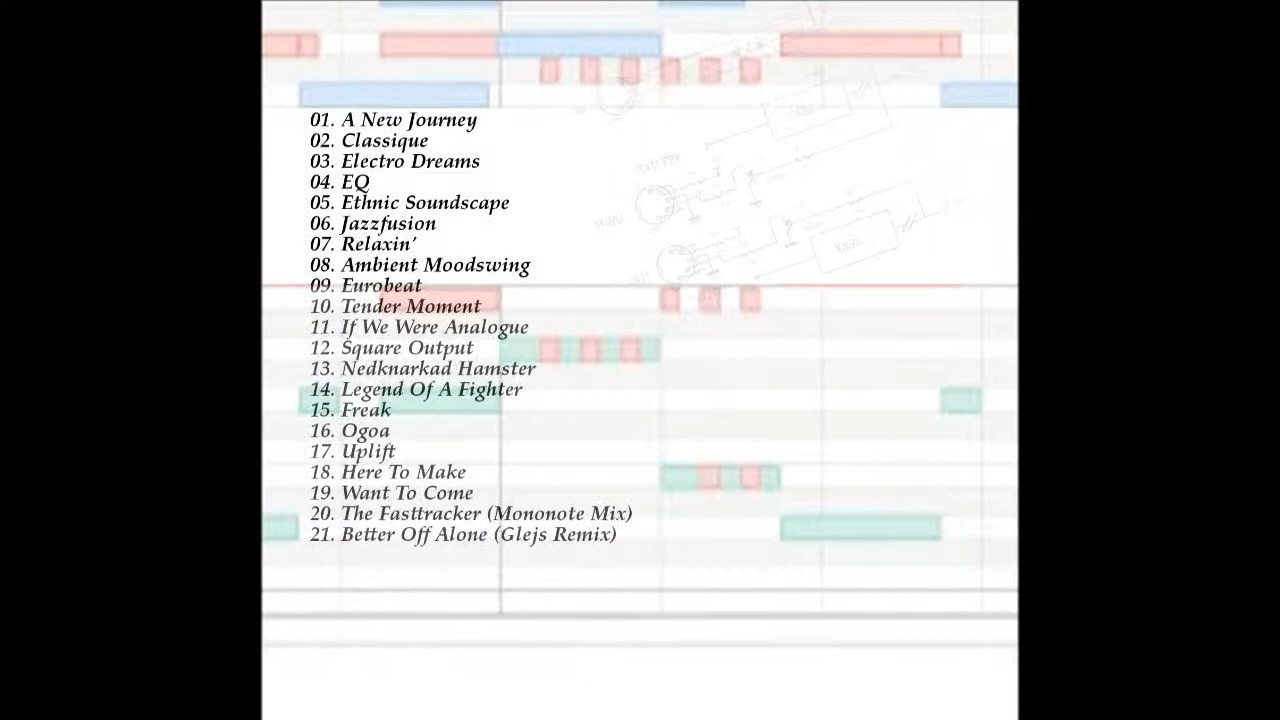 01. A New Journey
02. Classique
03. Electro Dreams
04. EQ
05. Ethnic Soundscape
06. Jazzfusion
07. Relaxin'
08. Ambient Moodswing
09. Eurobeat
10. Tender Moment
11. If We Were Analogue
12. Square Output
13. Nedknarkad Hamster
14. Legend Of A Fighter
15. Freak
16. Ogoa
17. Uplift
18. Here To Make
19. Want To Come
20. The Fasttracker (Mononote Mix)
21. Better Off Alone (Glejs Remix)